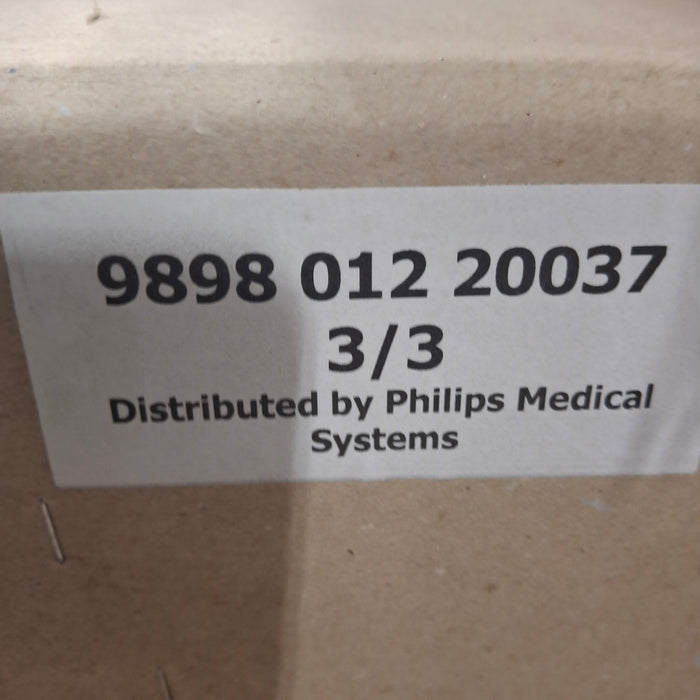 9898 012 20037
3/3
Distributed by Philips Medical
Systems